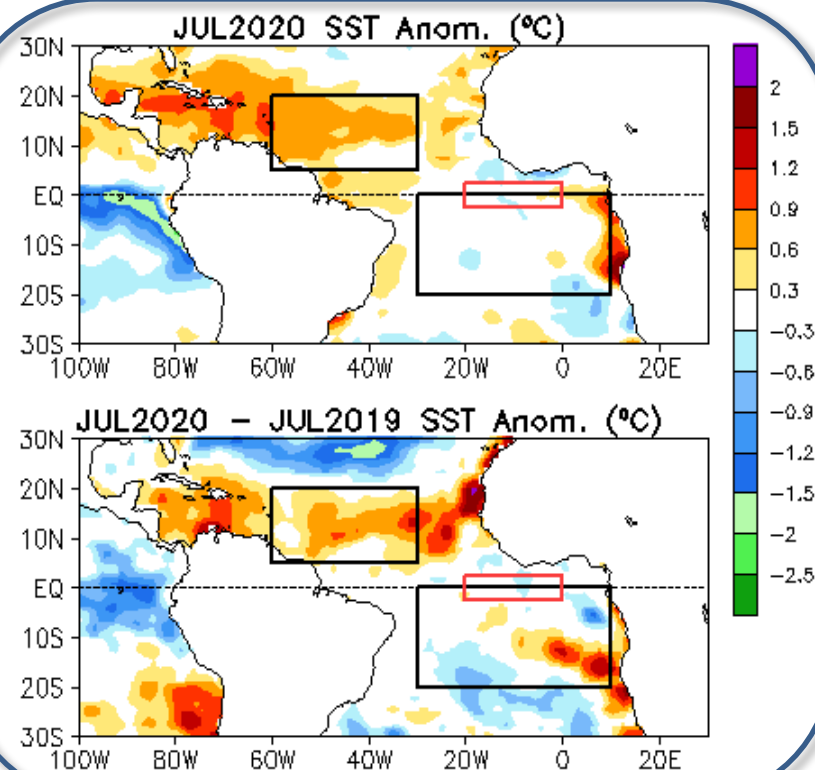 JUL2020 SST Anom. (ºC)
30N
20N
10N
EQ
10S
20S
30S
100W 80W 60W 40W 20W 0 20E
2
1.5
1.2
0.9
0.6
0.3
-0.3
-0.6
-0.9
-1.2
-1.5
-2
-2.5
JUL2020 - JUL2019 SST Anom. (ºC)
30N
20N
10N
EQ
10S
20S
30S
100W 80W 60W 40W 20W 0 20E